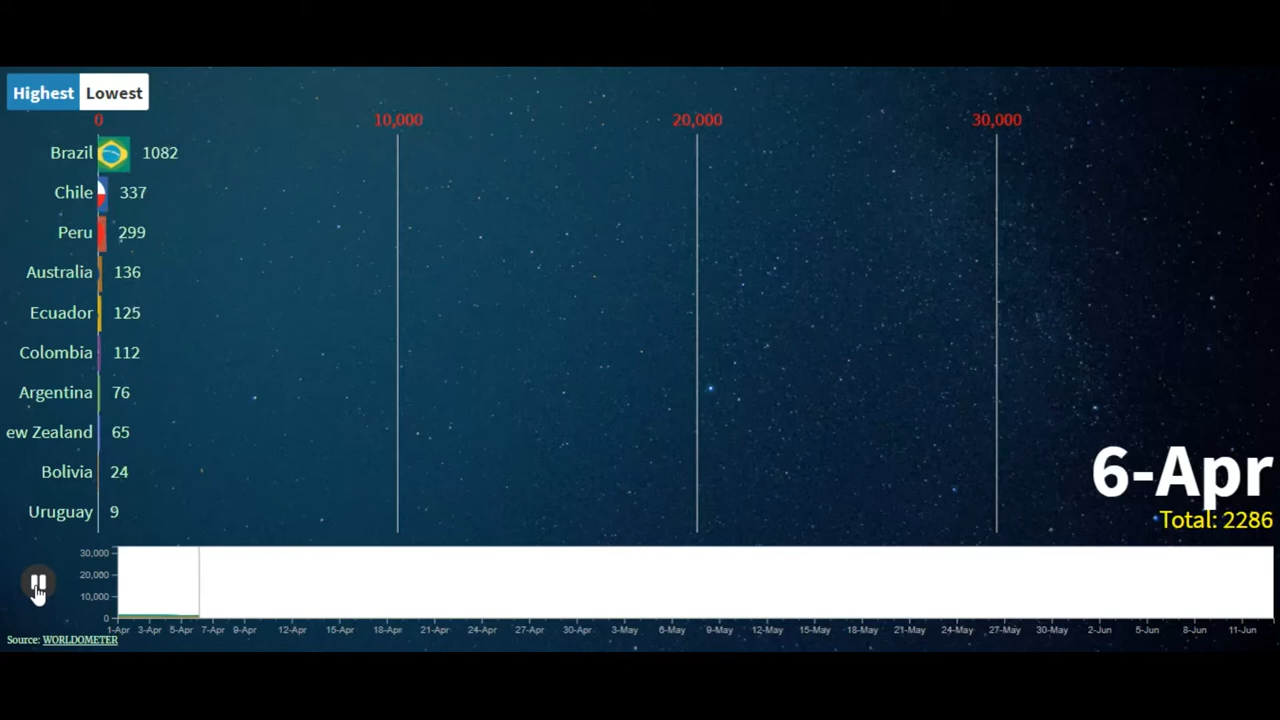 Highest Lowest
0 10,000 20,000 30,000
Brazil 1082
Chile 337
Peru 299
Australia 136
Ecuador 125
Colombia 112
Argentina 76
ew Zealand 65
Bolivia 24
Uruguay 9
6-Apr
Total: 2286
30,000
20,000
10,000
0
1-Apr 3-Apr 5-Apr 7-Apr 9-Apr 12-Apr 15-Apr 18-Apr 21-Apr 24-Apr 27-Apr 30-Apr 3-May 6-May 9-May 12-May 15-May 18-May 21-May 24-May 27-May 30-May 2-Jun 5-Jun 8-Jun 11-Jun
Source: WORLDOMETER